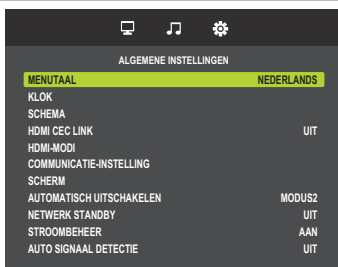 ALGEMENE INSTELLINGEN
MENUTAAL NEDERLANDS
KLOK
SCHEMA
HDMI CEC LINK UIT
HDMI-MODI
COMMUNICATIE-INSTELLING
SCHERM
AUTOMATISCH UITSCHAKELEN MODUS2
NETWERK STANDBY UIT
STROOMBEHEER AAN
AUTO SIGNAAL DETECTIE UIT